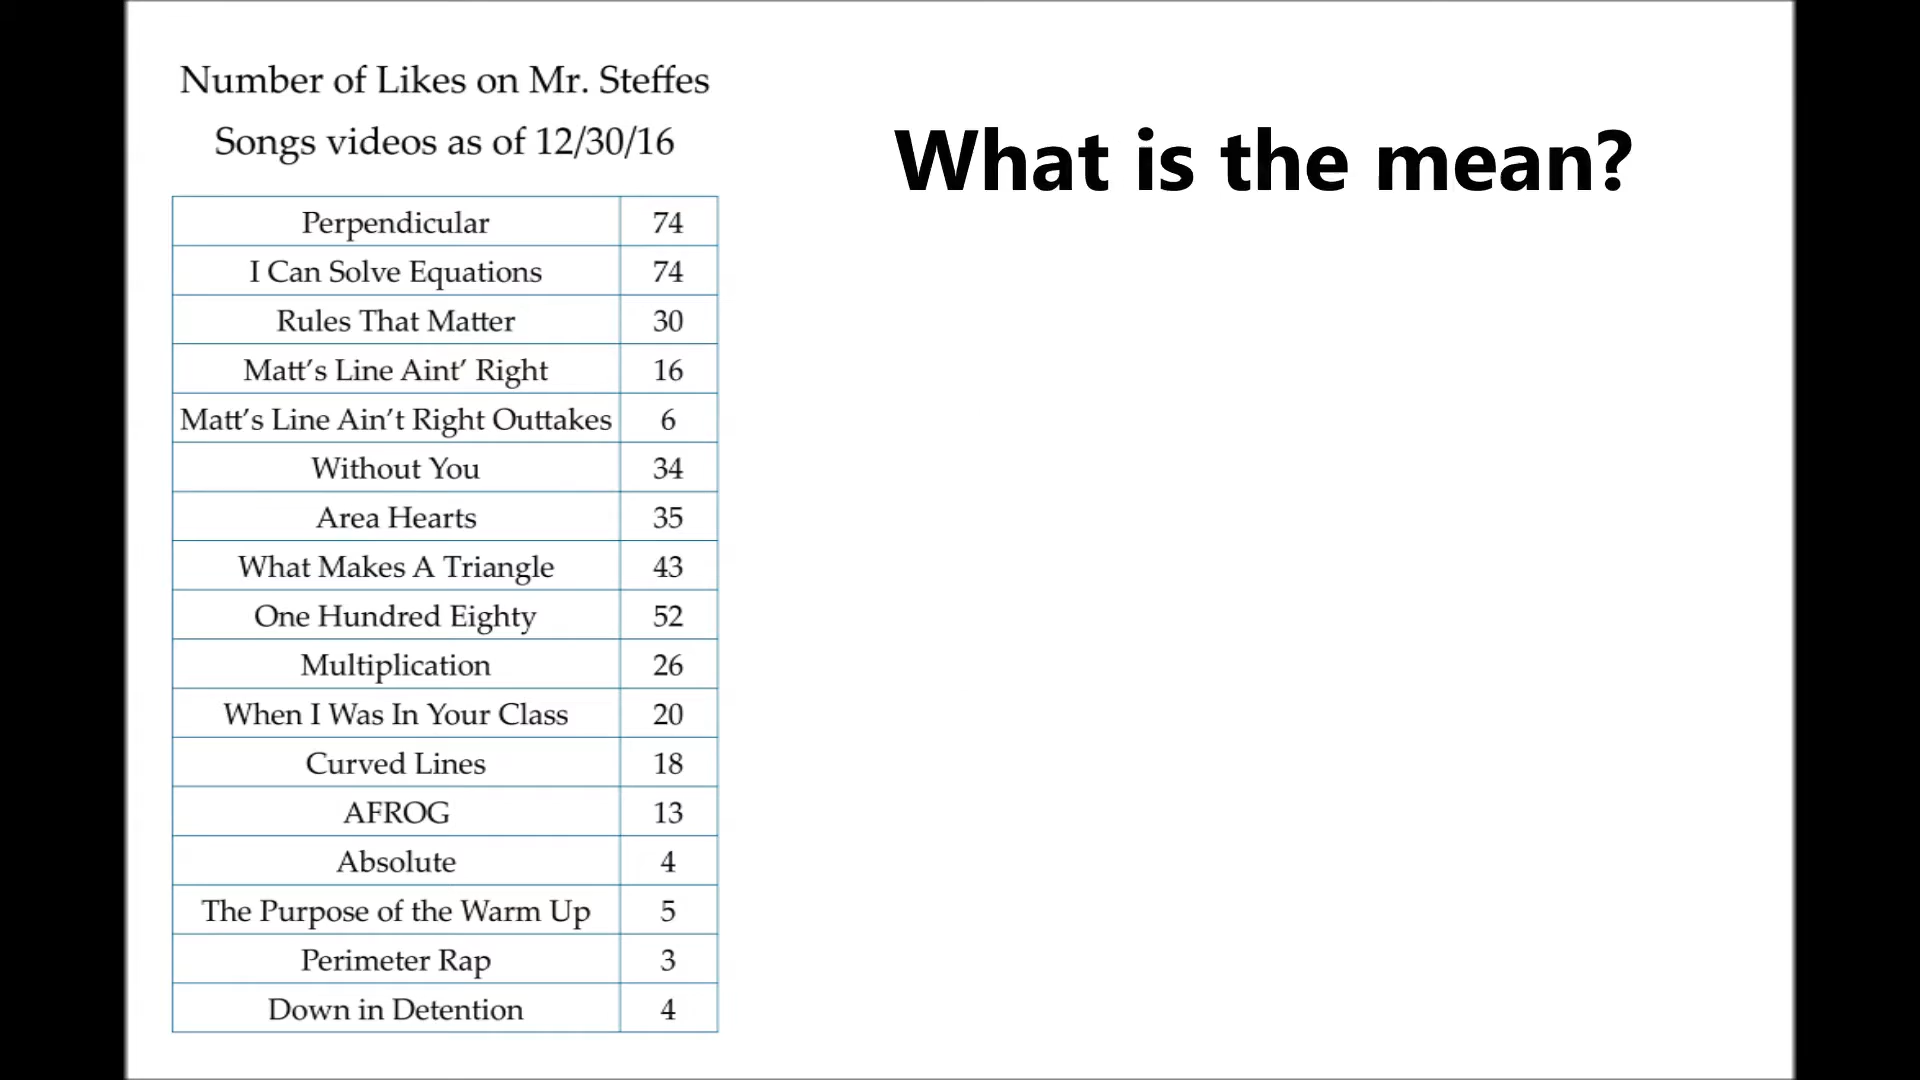 Number of Likes on Mr. Steffes
Songs videos as of 12/30/16
What is the mean?
Perpendicular 74
I Can Solve Equations 74
Rules That Matter 30
Matt’s Line Aint’ Right 16
Matt’s Line Ain’t Right Outtakes 6
Without You 34
Area Hearts 35
What Makes A Triangle 43
One Hundred Eighty 52
Multiplication 26
When I Was In Your Class 20
Curved Lines 18
AFROG 13
Absolute 4
The Purpose of the Warm Up 5
Perimeter Rap 3
Down in Detention 4